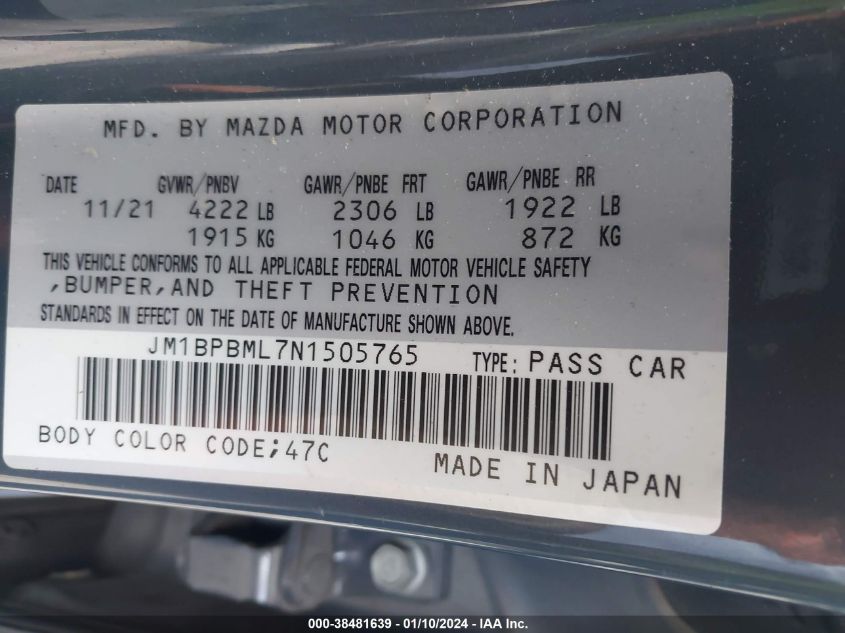 MFD. BY MAZDA MOTOR CORPORATION
DATE GVWR/PNBV GAWR/PNBE FRT GAWR/PNBE RR
11/21 4222 LB 2306 LB 1922 LB
1915 KG 1046 KG 872 KG
THIS VEHICLE CONFORMS TO ALL APPLICABLE FEDERAL MOTOR VEHICLE SAFETY
,BUMPER,AND THEFT PREVENTION
STANDARDS IN EFFECT ON THE DATE OF MANUFACTURE SHOWN ABOVE.
JM1BPBML7N1505765 TYPE: PASS CAR
BODY COLOR CODE;47C
MADE IN JAPAN
000-38481639 - 01/10/2024 - IAA Inc.